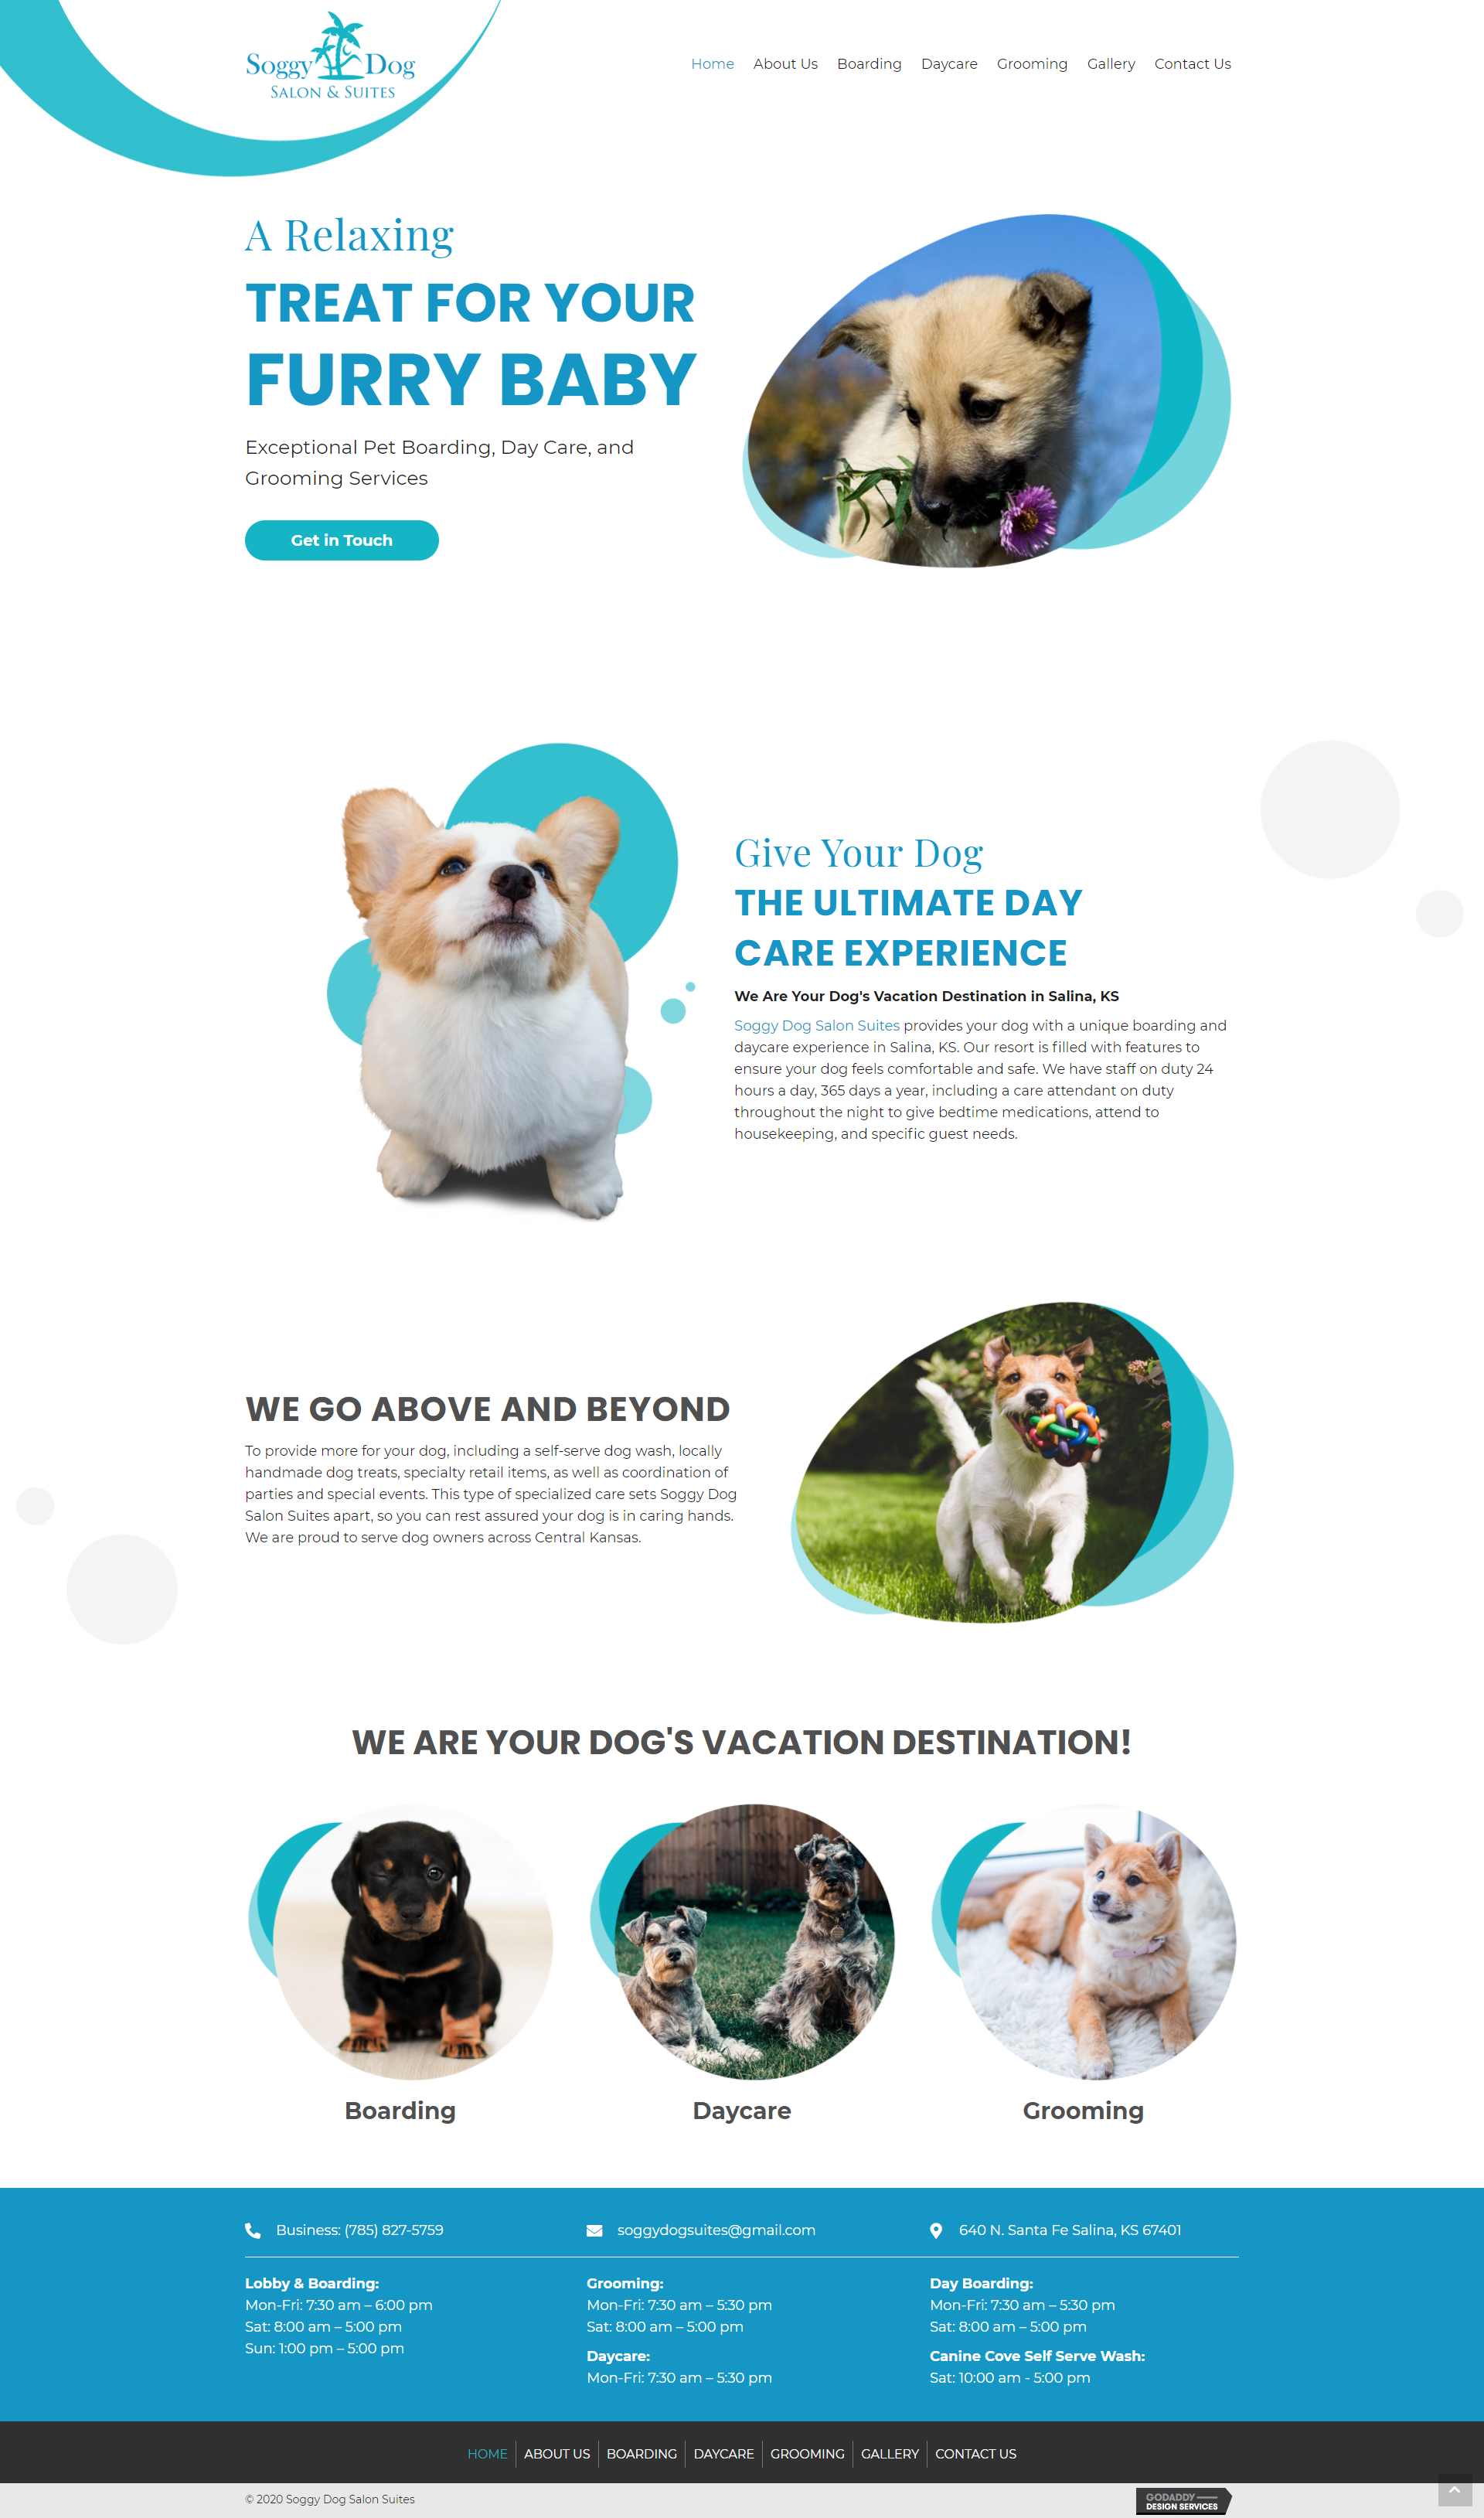 Soggy Dog
SALON & SUITES
Home About Us Boarding Daycare Grooming Gallery Contact Us
A Relaxing
TREAT FOR YOUR
FURRY BABY
Exceptional Pet Boarding, Day Care, and
Grooming Services
Get in Touch
Give Your Dog
THE ULTIMATE DAY
CARE EXPERIENCE
We Are Your Dog's Vacation Destination in Salina, KS
Soggy Dog Salon Suites provides your dog with a unique boarding and
daycare experience in Salina, KS. Our resort is filled with features to
ensure your dog feels comfortable and safe. We have staff on duty 24
hours a day, 365 days a year, including a care attendant on duty
throughout the night to give bedtime medications, attend to
housekeeping, and specific guest needs.
WE GO ABOVE AND BEYOND
To provide more for your dog, including a self-serve dog wash, locally
handmade dog treats, specialty retail items, as well as coordination of
parties and special events. This type of specialized care sets Soggy Dog
Salon Suites apart, so you can rest assured your dog is in caring hands.
We are proud to serve dog owners across Central Kansas.
WE ARE YOUR DOG'S VACATION DESTINATION!
Boarding
Daycare
Grooming
Business: (785) 827-5759
soggydogsuites@gmail.com
640 N. Santa Fe Salina, KS 67401
Lobby & Boarding:
Mon-Fri: 7:30 am – 6:00 pm
Sat: 8:00 am – 5:00 pm
Sun: 1:00 pm – 5:00 pm
Grooming:
Mon-Fri: 7:30 am – 5:30 pm
Sat: 8:00 am – 5:00 pm
Daycare:
Mon-Fri: 7:30 am – 5:30 pm
Day Boarding:
Mon-Fri: 7:30 am – 5:30 pm
Sat: 8:00 am – 5:00 pm
Canine Cove Self Serve Wash:
Sat: 10:00 am - 5:00 pm
HOME ABOUT US BOARDING DAYCARE GROOMING GALLERY CONTACT US
© 2020 Soggy Dog Salon Suites
GODADDY
DESIGN SERVICES